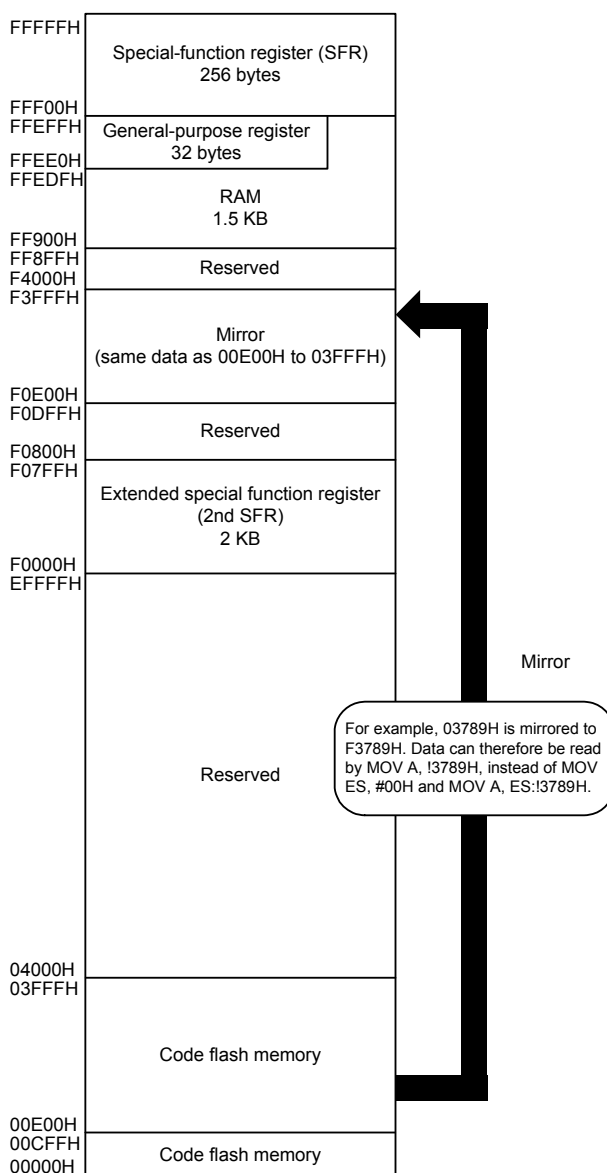 FFFFFH
Special-function register (SFR)
256 bytes
FFF00H
FFEFFH
General-purpose register
32 bytes
FFEE0H
FFEDFH
RAM
1.5 KB
FF900H
FF8FFH
Reserved
F4000H
F3FFFH
Mirror
(same data as 00E00H to 03FFFH)
F0E00H
F0DFFH
Reserved
F0800H
F07FFH
Extended special function register
(2nd SFR)
2 KB
F0000H
EFFFFH
Mirror
For example, 03789H is mirrored to
F3789H. Data can therefore be read
by MOV A, !3789H, instead of MOV
ES, #00H and MOV A, ES:!3789H.
Reserved
04000H
03FFFH
Code flash memory
00E00H
00CFFH
Code flash memory
00000H